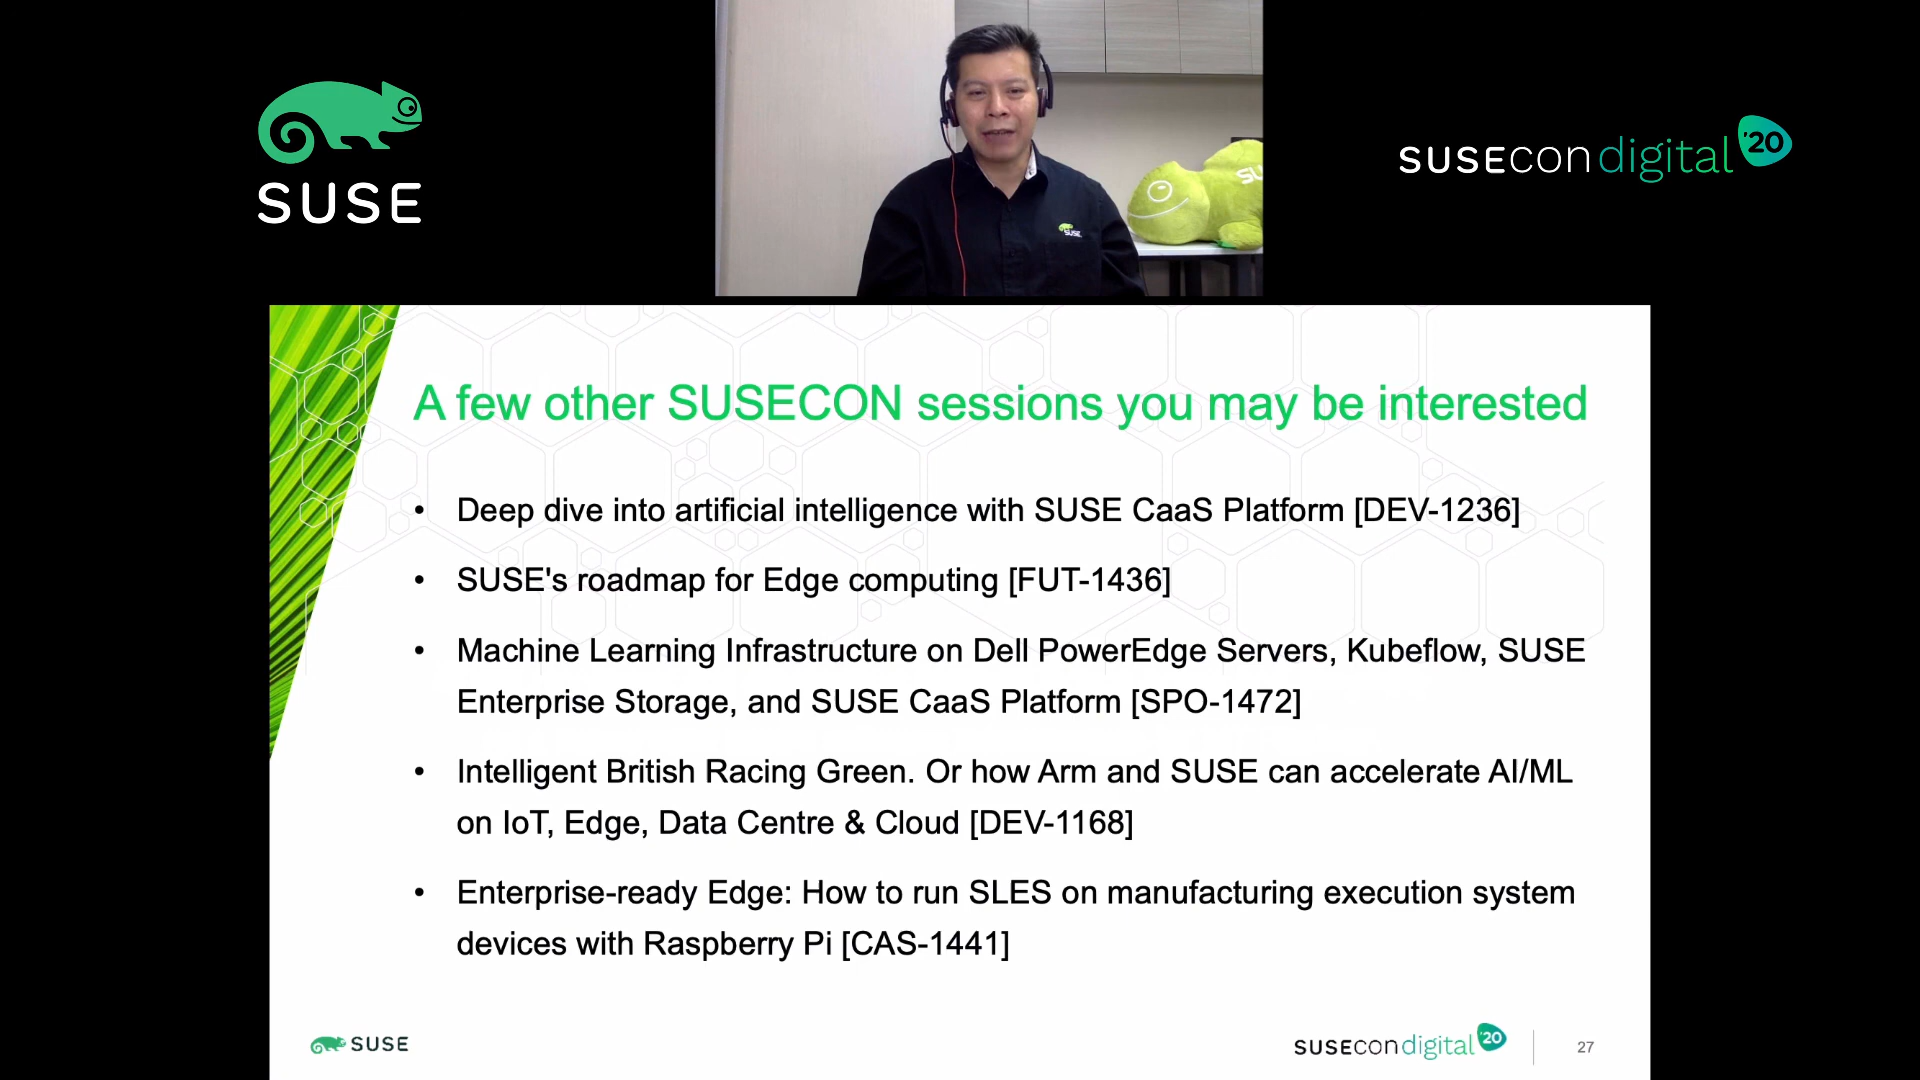 SUSE
SUSECON digital '20
SUSE
SU
A few other SUSECON sessions you may be interested
• Deep dive into artificial intelligence with SUSE CaaS Platform [DEV-1236]
• SUSE's roadmap for Edge computing [FUT-1436]
• Machine Learning Infrastructure on Dell PowerEdge Servers, Kubeflow, SUSE
Enterprise Storage, and SUSE CaaS Platform [SPO-1472]
• Intelligent British Racing Green. Or how Arm and SUSE can accelerate AI/ML
on IoT, Edge, Data Centre & Cloud [DEV-1168]
• Enterprise-ready Edge: How to run SLES on manufacturing execution system
devices with Raspberry Pi [CAS-1441]
SUSE
SUSECON digital '20
27